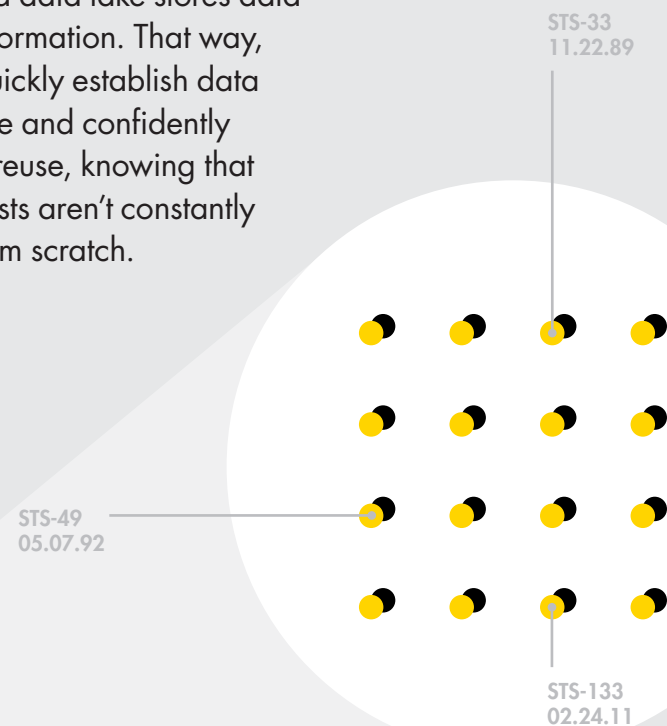 data lake stores data
formation. That way,
uickly establish data
e and confidently
reuse, knowing that
sts aren't constantly
m scratch.
STS-33
11.22.89
STS-49
05.07.92
STS-133
02.24.11